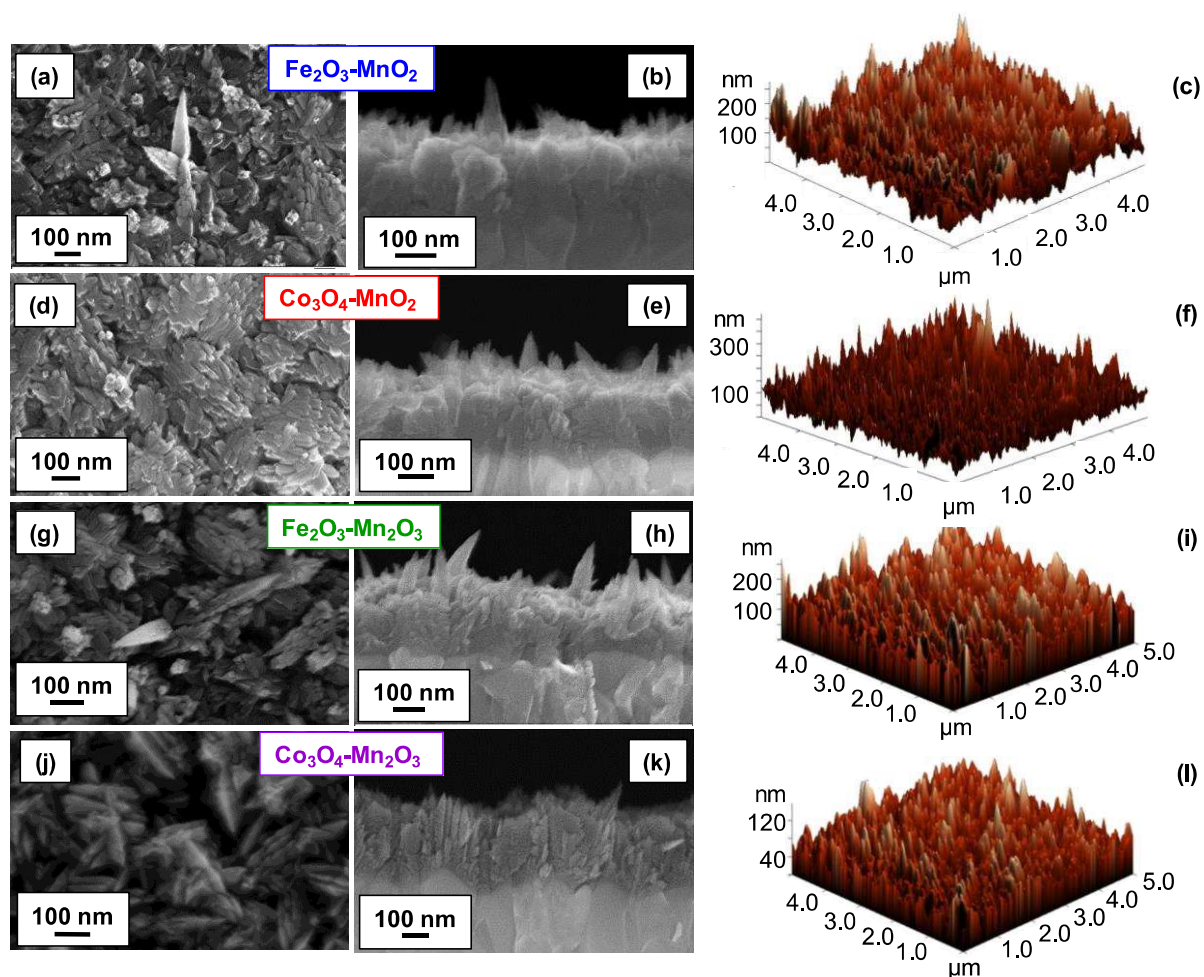 (a)
Fe₂O₃-MnO₂
(b)
100 nm
100 nm
nm
200
100
4.0
3.0
2.0
1.0
µm
1.0
2.0
3.0
4.0
(c)
(d)
Co₃O₄-MnO₂
(e)
100 nm
100 nm
nm
300
100
4.0
3.0
2.0
1.0
µm
1.0
2.0
3.0
4.0
(f)
(g)
Fe₂O₃-Mn₂O₃
(h)
100 nm
100 nm
nm
200
100
4.0
3.0
2.0
1.0
µm
1.0
2.0
3.0
4.0
5.0
(i)
(j)
Co₃O₄-Mn₂O₃
(k)
100 nm
100 nm
nm
120
40
4.0
3.0
2.0
1.0
µm
1.0
2.0
3.0
4.0
5.0
(l)